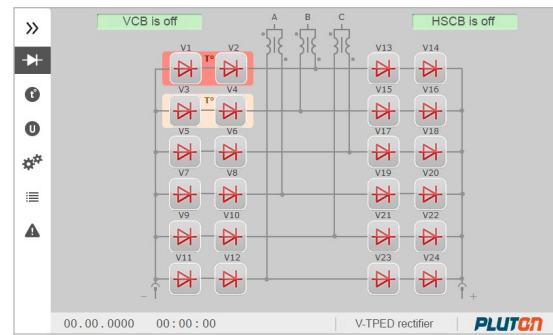 VCB is off
A B C
HSCB is off
V1 V2 V13 V14
T°
V3 V4 V15 V16
T°
V5 V6 V17 V18
V7 V8 V19 V20
V9 V10 V21 V22
V11 V12 V23 V24
- +
00.00.0000 00:00:00 V-TPED rectifier PLUTON
t°
U